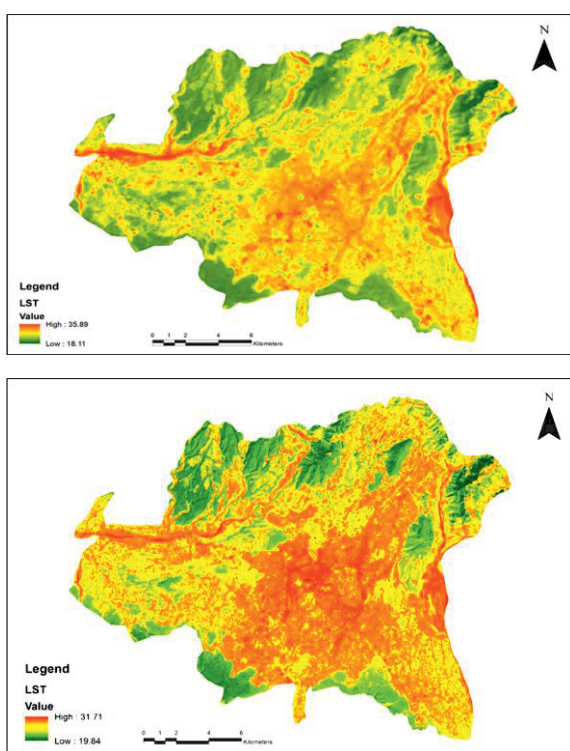 N
Legend
LST
Value
High : 35.89
Low : 18.11
0 1 2 4 6
Kilometers
N
Legend
LST
Value
High : 31.71
Low : 19.84
0 1 2 4 6
Kilometers